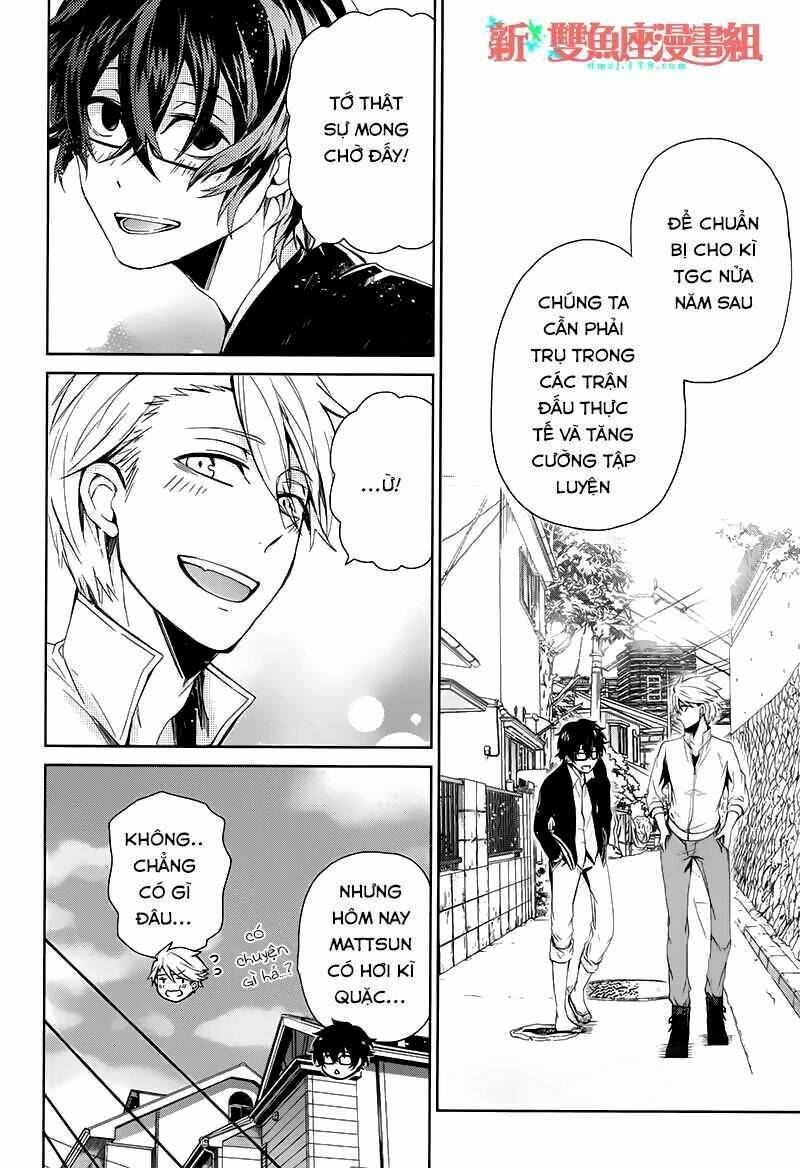 新★雙魚座漫畫組
dmzj.178.com
ĐỂ CHUẨN
BỊ CHO KÌ
TGC NỬA
NĂM SAU
CHÚNG TA
CẦN PHẢI
TRỤ TRONG
CÁC TRẬN
ĐẤU THỰC
TẾ VÀ TĂNG
CƯỜNG TẬP
LUYỆN
TỚ THẬT
SỰ MONG
CHỜ ĐẤY!
...Ừ!
NHƯNG
HÔM NAY
MATTSUN
CÓ HƠI KÌ
QUẶC...
có
chuyện
gì hả..?
KHÔNG..
CHẲNG
CÓ GÌ
ĐÂU...